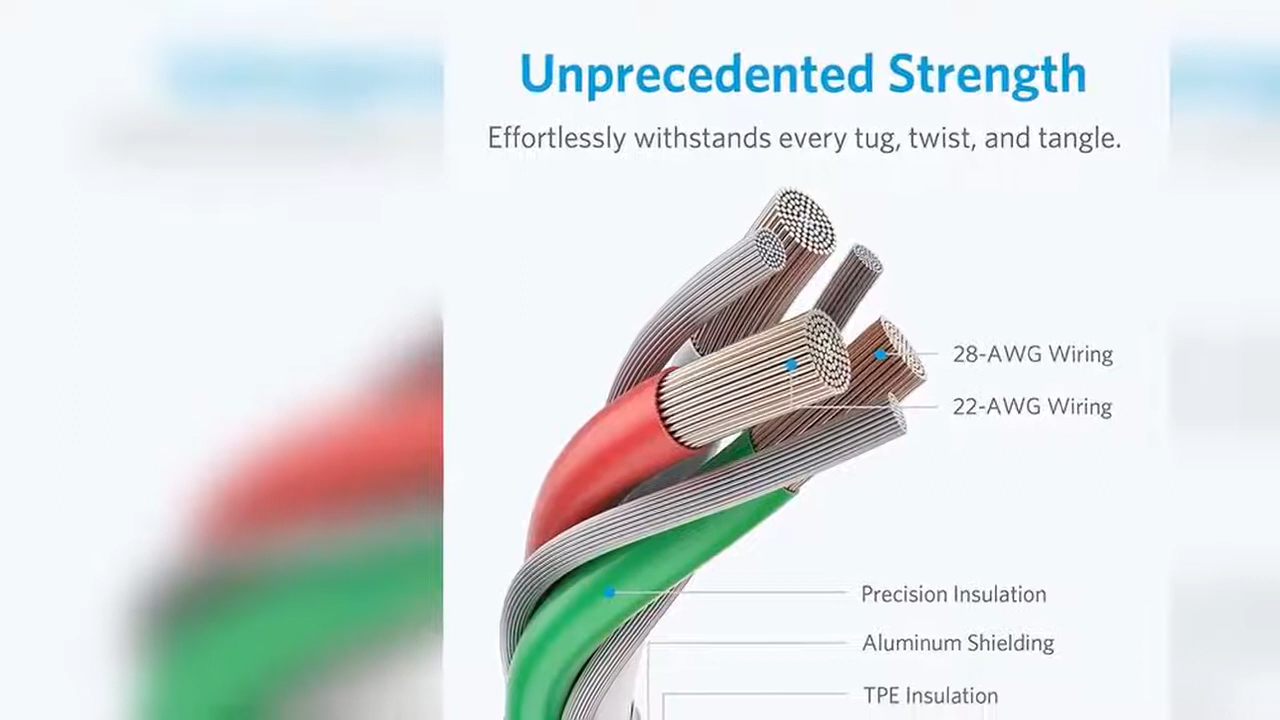 Unprecedented Strength
Effortlessly withstands every tug, twist, and tangle.
28-AWG Wiring
22-AWG Wiring
Precision Insulation
Aluminum Shielding
TPE Insulation